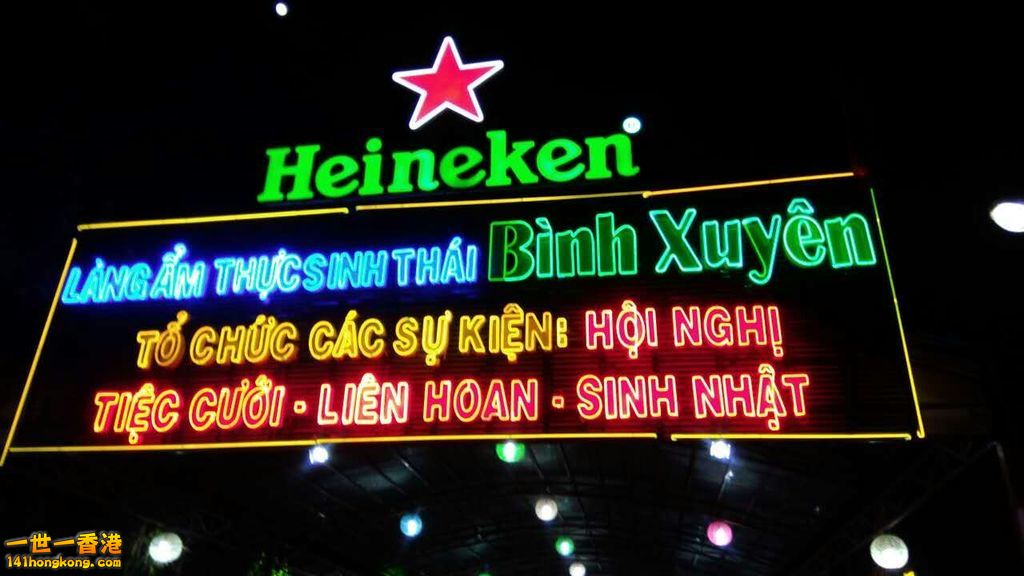 Heineken
LÀNG ẨM THỰC SINH THÁI Bình Xuyên
TỔ CHỨC CÁC SỰ KIỆN: HỘI NGHỊ
TIỆC CƯỚI - LIÊN HOAN - SINH NHẬT
一世一香港
141hongkong.com